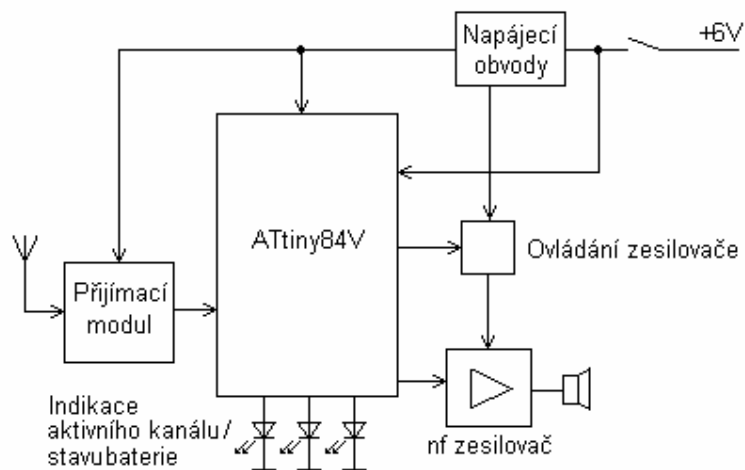 Napájecí
obvody
+6V
ATtiny84V
Ovládání zesilovače
Přijímací
modul
Indikace
aktivního kanálu/
stavubaterie
nf zesilovač